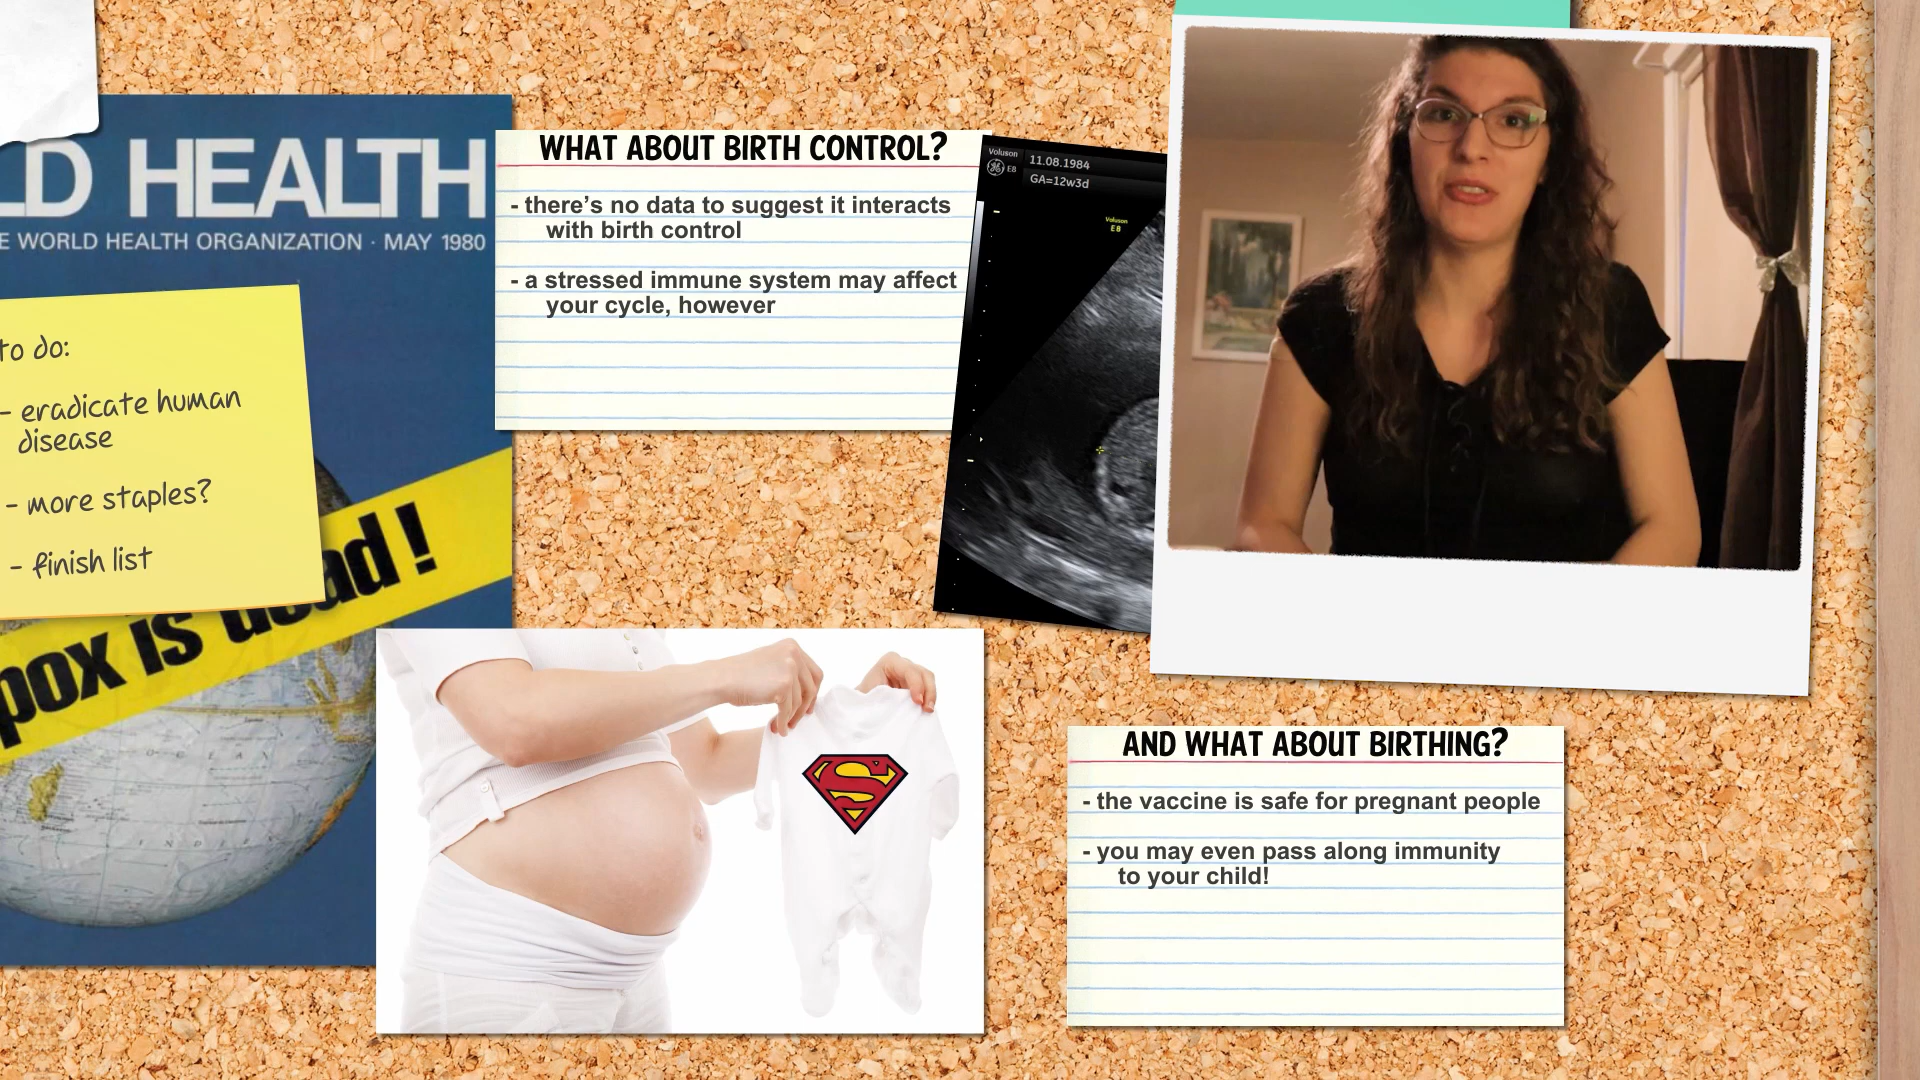 LD HEALTH
E WORLD HEALTH ORGANIZATION · MAY 1980
to do:
- eradicate human
disease
- more staples?
- finish list
pox is dead!
WHAT ABOUT BIRTH CONTROL?
- there's no data to suggest it interacts
with birth control
- a stressed immune system may affect
your cycle, however
Voluson
E8
11.08.1984
GA=12w3d
Voluson
E8
S
AND WHAT ABOUT BIRTHING?
- the vaccine is safe for pregnant people
- you may even pass along immunity
to your child!